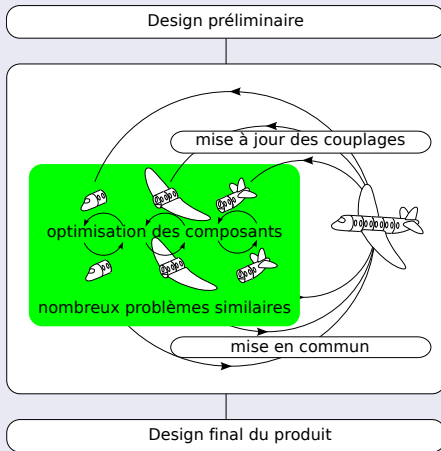 Design préliminaire
mise à jour des couplages
optimisation des composants
nombreux problèmes similaires
mise en commun
Design final du produit